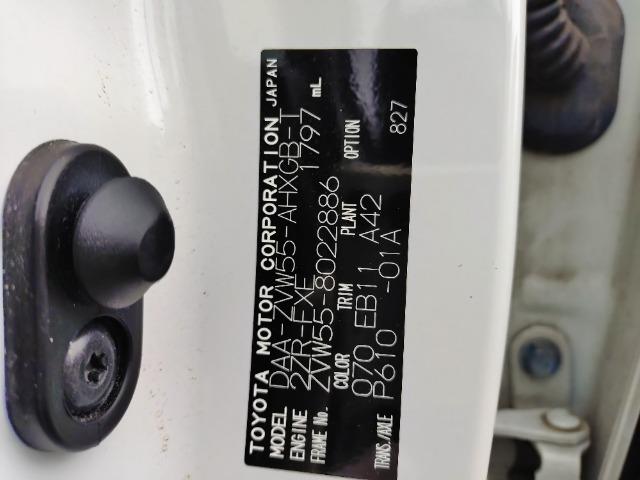 TOYOTA MOTOR CORPORATION JAPAN
MODEL DAA-ZVW55-AHXGB-T
ENGINE 2ZR-FXE 1797 mL
FRAME No. ZVW55-8022886
COLOR TRIM PLANT OPTION
070 EB11 A42 827
TRANS./AXLE P610 -01A